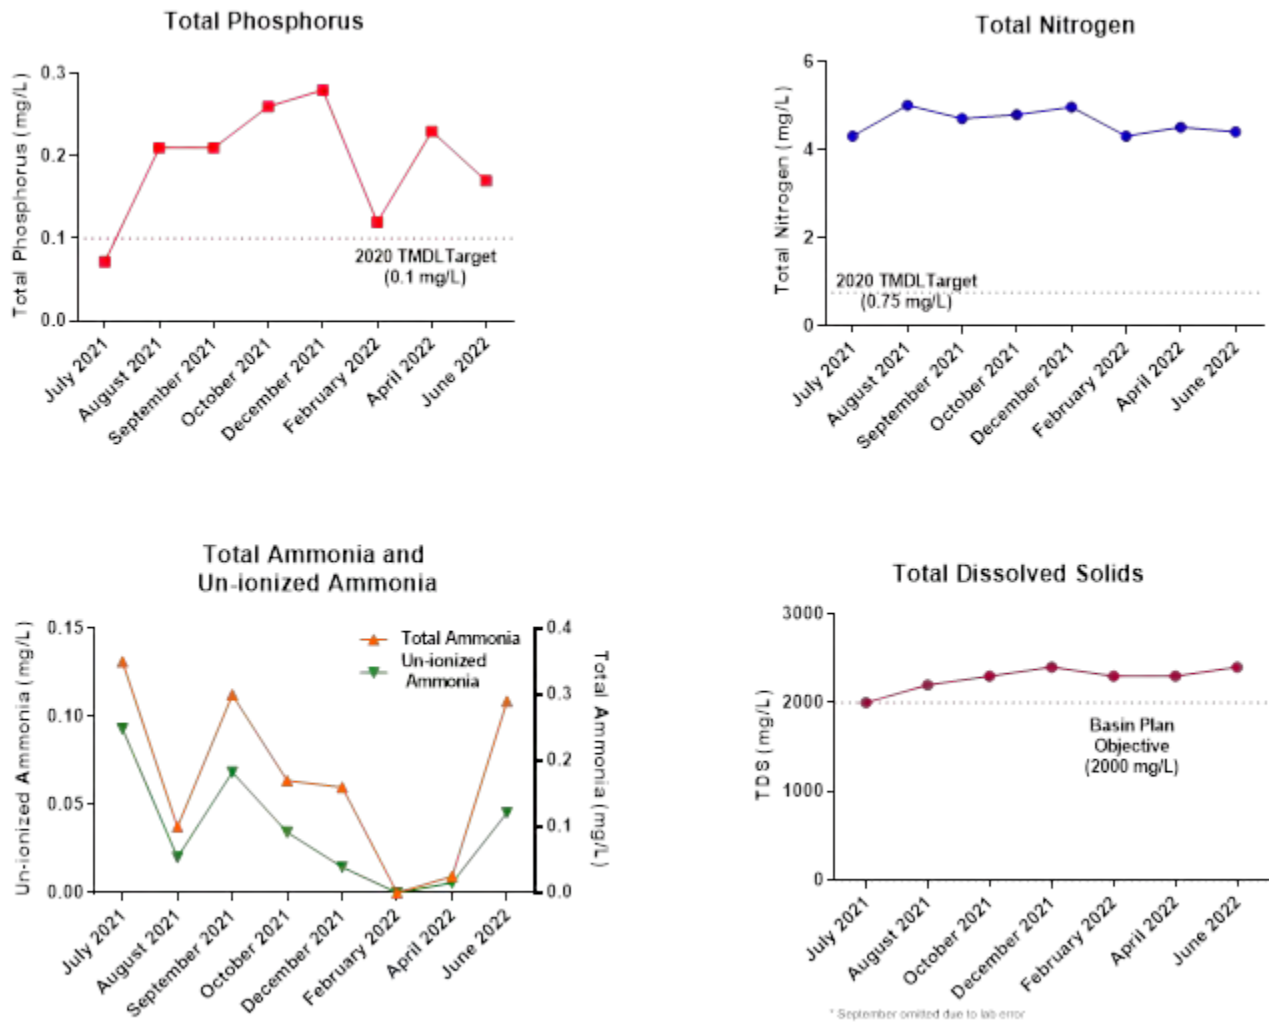 Total Phosphorus
Total Phosphorus (mg/L)
0.3
0.2
0.1
0.0
2020 TMDLTarget
(0.1 mg/L)
July 2021
August 2021
September 2021
October 2021
December 2021
February 2022
April 2022
June 2022
Total Nitrogen
Total Nitrogen (mg/L)
6
4
2
0
2020 TMDLTarget
(0.75 mg/L)
July 2021
August 2021
September 2021
October 2021
December 2021
February 2022
April 2022
June 2022
Total Ammonia and
Un-ionized Ammonia
Un-ionized Ammonia (mg/L)
0.15
0.10
0.05
0.00
Total Ammonia
Un-ionized
Ammonia
0.4
0.3
0.2
0.1
0.0
Total Ammonia (mg/L)
July 2021
August 2021
September 2021
October 2021
December 2021
February 2022
April 2022
June 2022
Total Dissolved Solids
TDS (mg/L)
3000
2000
1000
0
Basin Plan
Objective
(2000 mg/L)
July 2021
August 2021
October 2021
December 2021
February 2022
April 2022
June 2022
* September omitted due to lab error